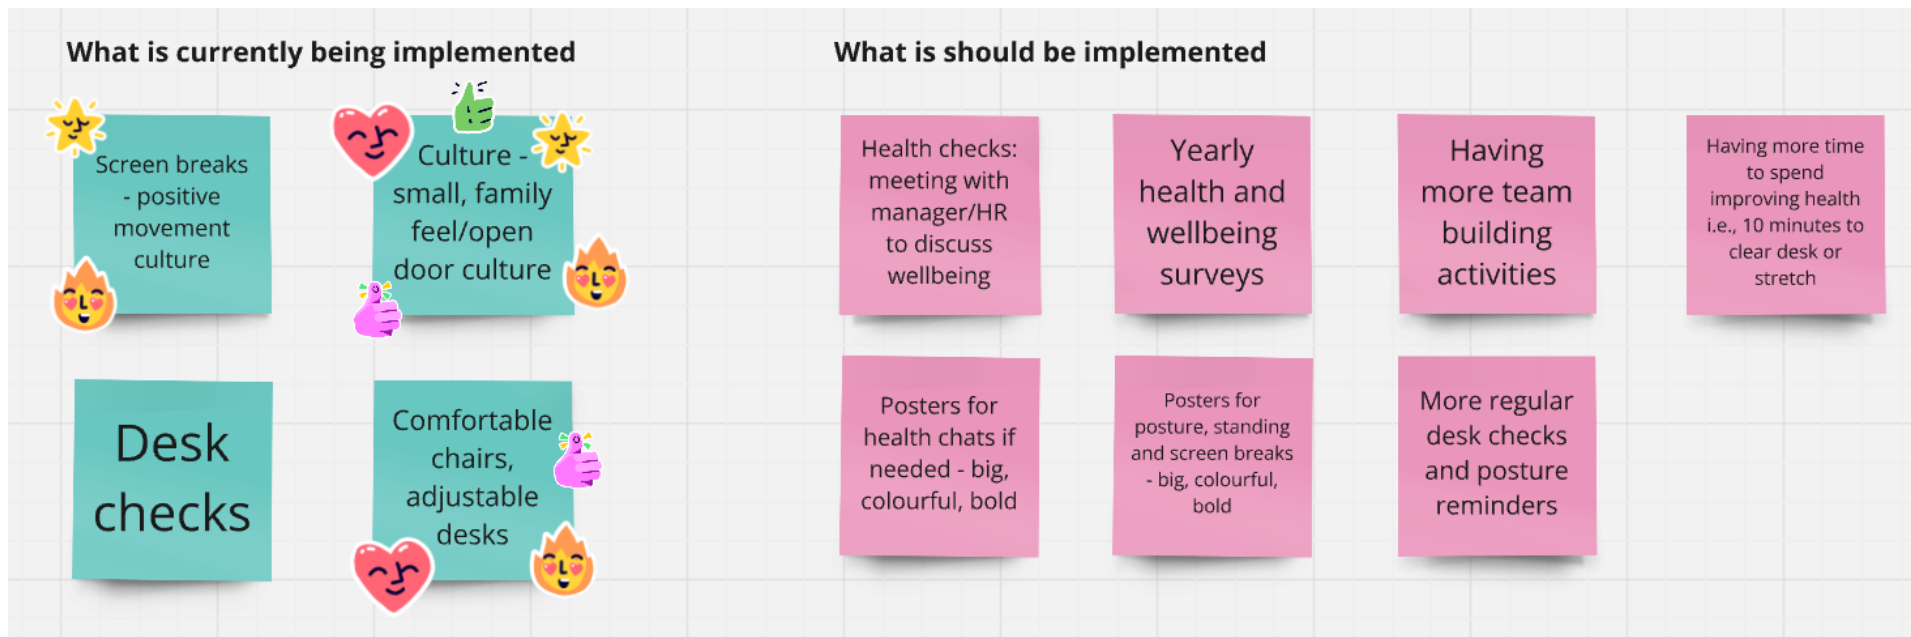 What is currently being implemented
What is should be implemented
Screen breaks
- positive
movement
culture
Culture -
small, family
feel/open
door culture
Health checks:
meeting with
manager/HR
to discuss
wellbeing
Yearly
health and
wellbeing
surveys
Having
more team
building
activities
Having more time
to spend
improving health
i.e., 10 minutes to
clear desk or
stretch
Desk
checks
Comfortable
chairs,
adjustable
desks
Posters for
health chats if
needed - big,
colourful, bold
Posters for
posture, standing
and screen breaks
- big, colourful,
bold
More regular
desk checks
and posture
reminders